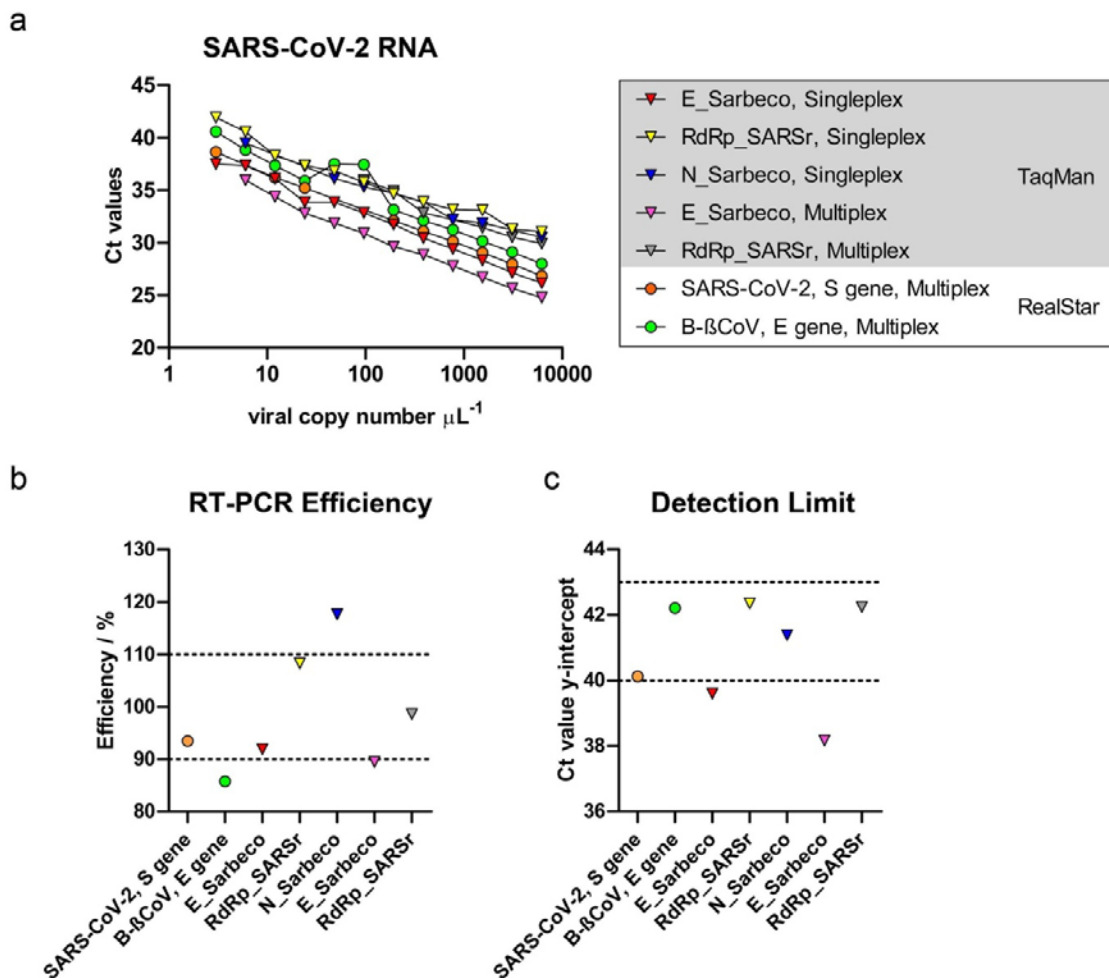 a
SARS-CoV-2 RNA
45
40
35
30
25
20
Ct values
1
10
100
1000
10000
viral copy number μL-1
E_Sarbeco, Singleplex
RdRp_SARSr, Singleplex
N_Sarbeco, Singleplex
E_Sarbeco, Multiplex
RdRp_SARSr, Multiplex
TaqMan
SARS-CoV-2, S gene, Multiplex
B-ßCoV, E gene, Multiplex
RealStar
b
RT-PCR Efficiency
130
120
110
100
90
80
Efficiency / %
SARS-CoV-2, S gene
B-ßCoV, E gene
E_Sarbeco
RdRp_SARSr
N_Sarbeco
E_Sarbeco
RdRp_SARSr
c
Detection Limit
44
42
40
38
36
Ct value y-intercept
SARS-CoV-2, S gene
B-ßCoV, E gene
E_Sarbeco
RdRp_SARSr
N_Sarbeco
E_Sarbeco
RdRp_SARSr